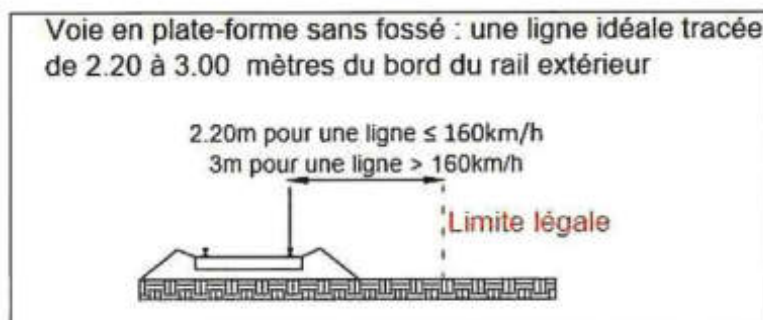 Voie en plate-forme sans fossé : une ligne idéale tracée
de 2.20 à 3.00 mètres du bord du rail extérieur
2.20m pour une ligne ≤ 160km/h
3m pour une ligne > 160km/h
Limite légale